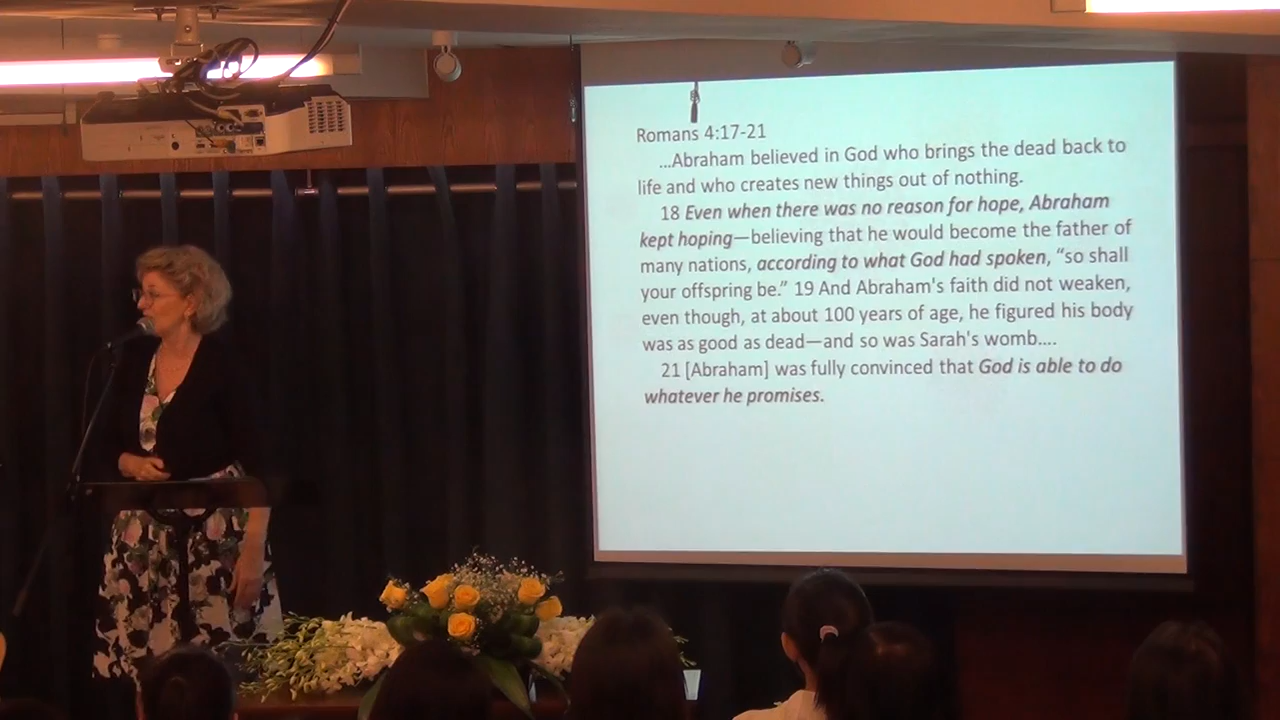 Romans 4:17-21
...Abraham believed in God who brings the dead back to
life and who creates new things out of nothing.
18 Even when there was no reason for hope, Abraham
kept hoping—believing that he would become the father of
many nations, according to what God had spoken, “so shall
your offspring be.” 19 And Abraham's faith did not weaken,
even though, at about 100 years of age, he figured his body
was as good as dead—and so was Sarah's womb....
21 [Abraham] was fully convinced that God is able to do
whatever he promises.